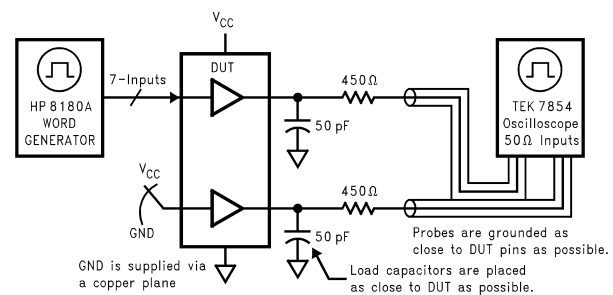 VCC
DUT
7-Inputs
HP 8180A
WORD
GENERATOR
450Ω
50 pF
TEK 7854
Oscilloscope
50Ω Inputs
VCC
GND
450Ω
50 pF
GND is supplied via
a copper plane
Probes are grounded as
close to DUT pins as possible.
Load capacitors are placed
as close to DUT as possible.